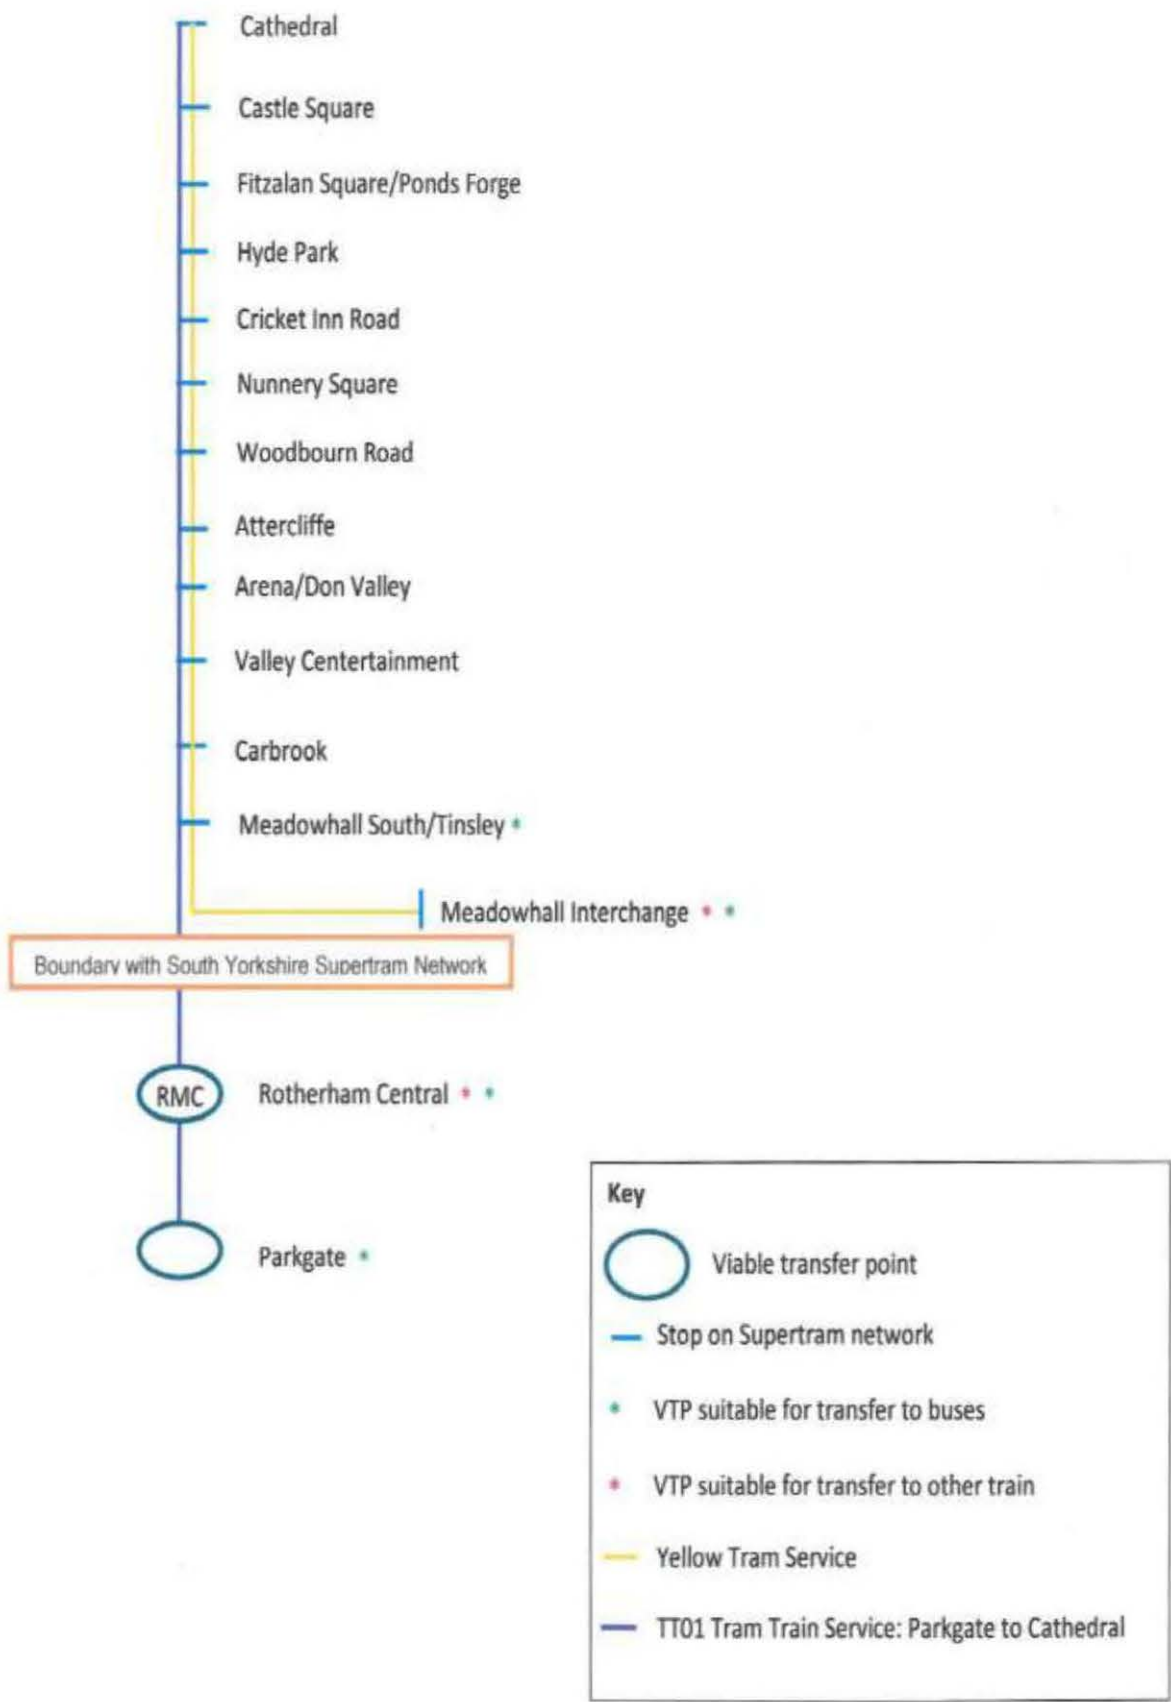 Cathedral
Castle Square
Fitzalan Square/Ponds Forge
Hyde Park
Cricket Inn Road
Nunnery Square
Woodbourn Road
Attercliffe
Arena/Don Valley
Valley Centertainment
Carbrook
Meadowhall South/Tinsley *
Meadowhall Interchange * *
Boundary with South Yorkshire Supertram Network
RMC Rotherham Central * *
Parkgate *
Key
Viable transfer point
Stop on Supertram network
* VTP suitable for transfer to buses
* VTP suitable for transfer to other train
Yellow Tram Service
TT01 Tram Train Service: Parkgate to Cathedral